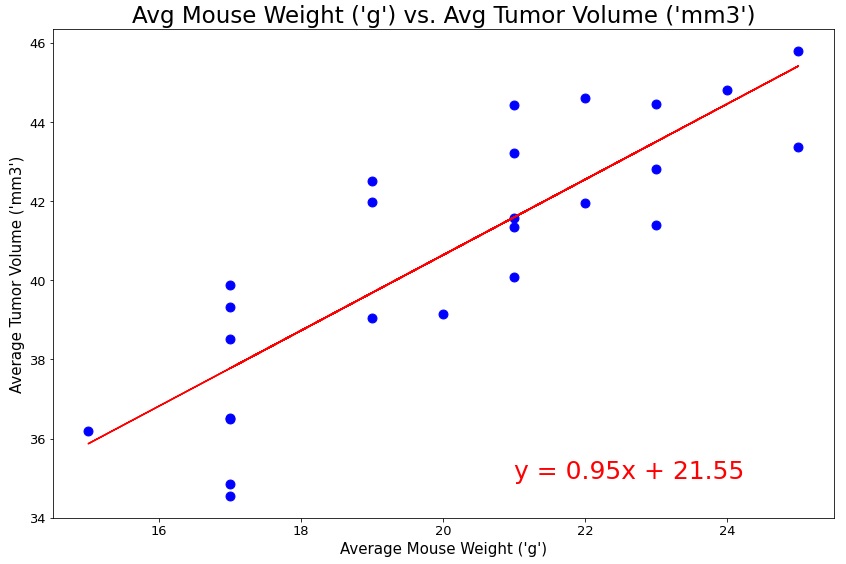 Avg Mouse Weight ('g') vs. Avg Tumor Volume ('mm3')
46
44
42
40
38
36
34
Average Tumor Volume ('mm3')
y = 0.95x + 21.55
16 18 20 22 24
Average Mouse Weight ('g')